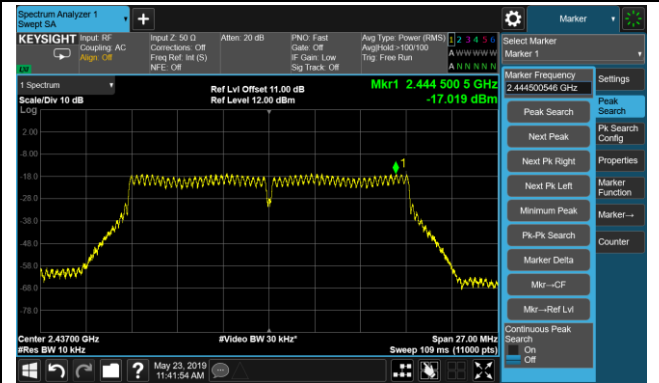 Spectrum Analyzer 1
Swept SA
Marker
KEYSIGHT
Input: RF
Coupling: AC
Align: Off
Input Z: 50 Ω
Corrections: Off
Freq Ref: Int (S)
NFE: Off
Atten: 20 dB
PNO: Fast
Gate: Off
IF Gain: Low
Sig Track: Off
Avg Type: Power (RMS)
Avg|Hold:>100/100
Trig: Free Run
1 2 3 4 5 6
A W W W W W
A N N N N N
Select Marker
Marker 1
1 Spectrum
Scale/Div 10 dB
Log
Ref Lvl Offset 11.00 dB
Ref Level 12.00 dBm
Mkr1 2.444 500 5 GHz
-17.019 dBm
Marker Frequency
2.444500546 GHz
Settings
Peak Search
Next Peak
Next Pk Right
Next Pk Left
Minimum Peak
Pk-Pk Search
Marker Delta
Mkr→CF
Mkr→Ref Lvl
Continuous Peak
Search
On
Off
Peak
Search
Pk Search
Config
Properties
Marker
Function
Marker→
Counter
2.00
-8.00
-18.0
-28.0
-38.0
-48.0
-58.0
-68.0
-78.0
1
Center 2.43700 GHz
#Res BW 10 kHz
#Video BW 30 kHz*
Span 27.00 MHz
Sweep 109 ms (11000 pts)
May 23, 2019
11:41:54 AM